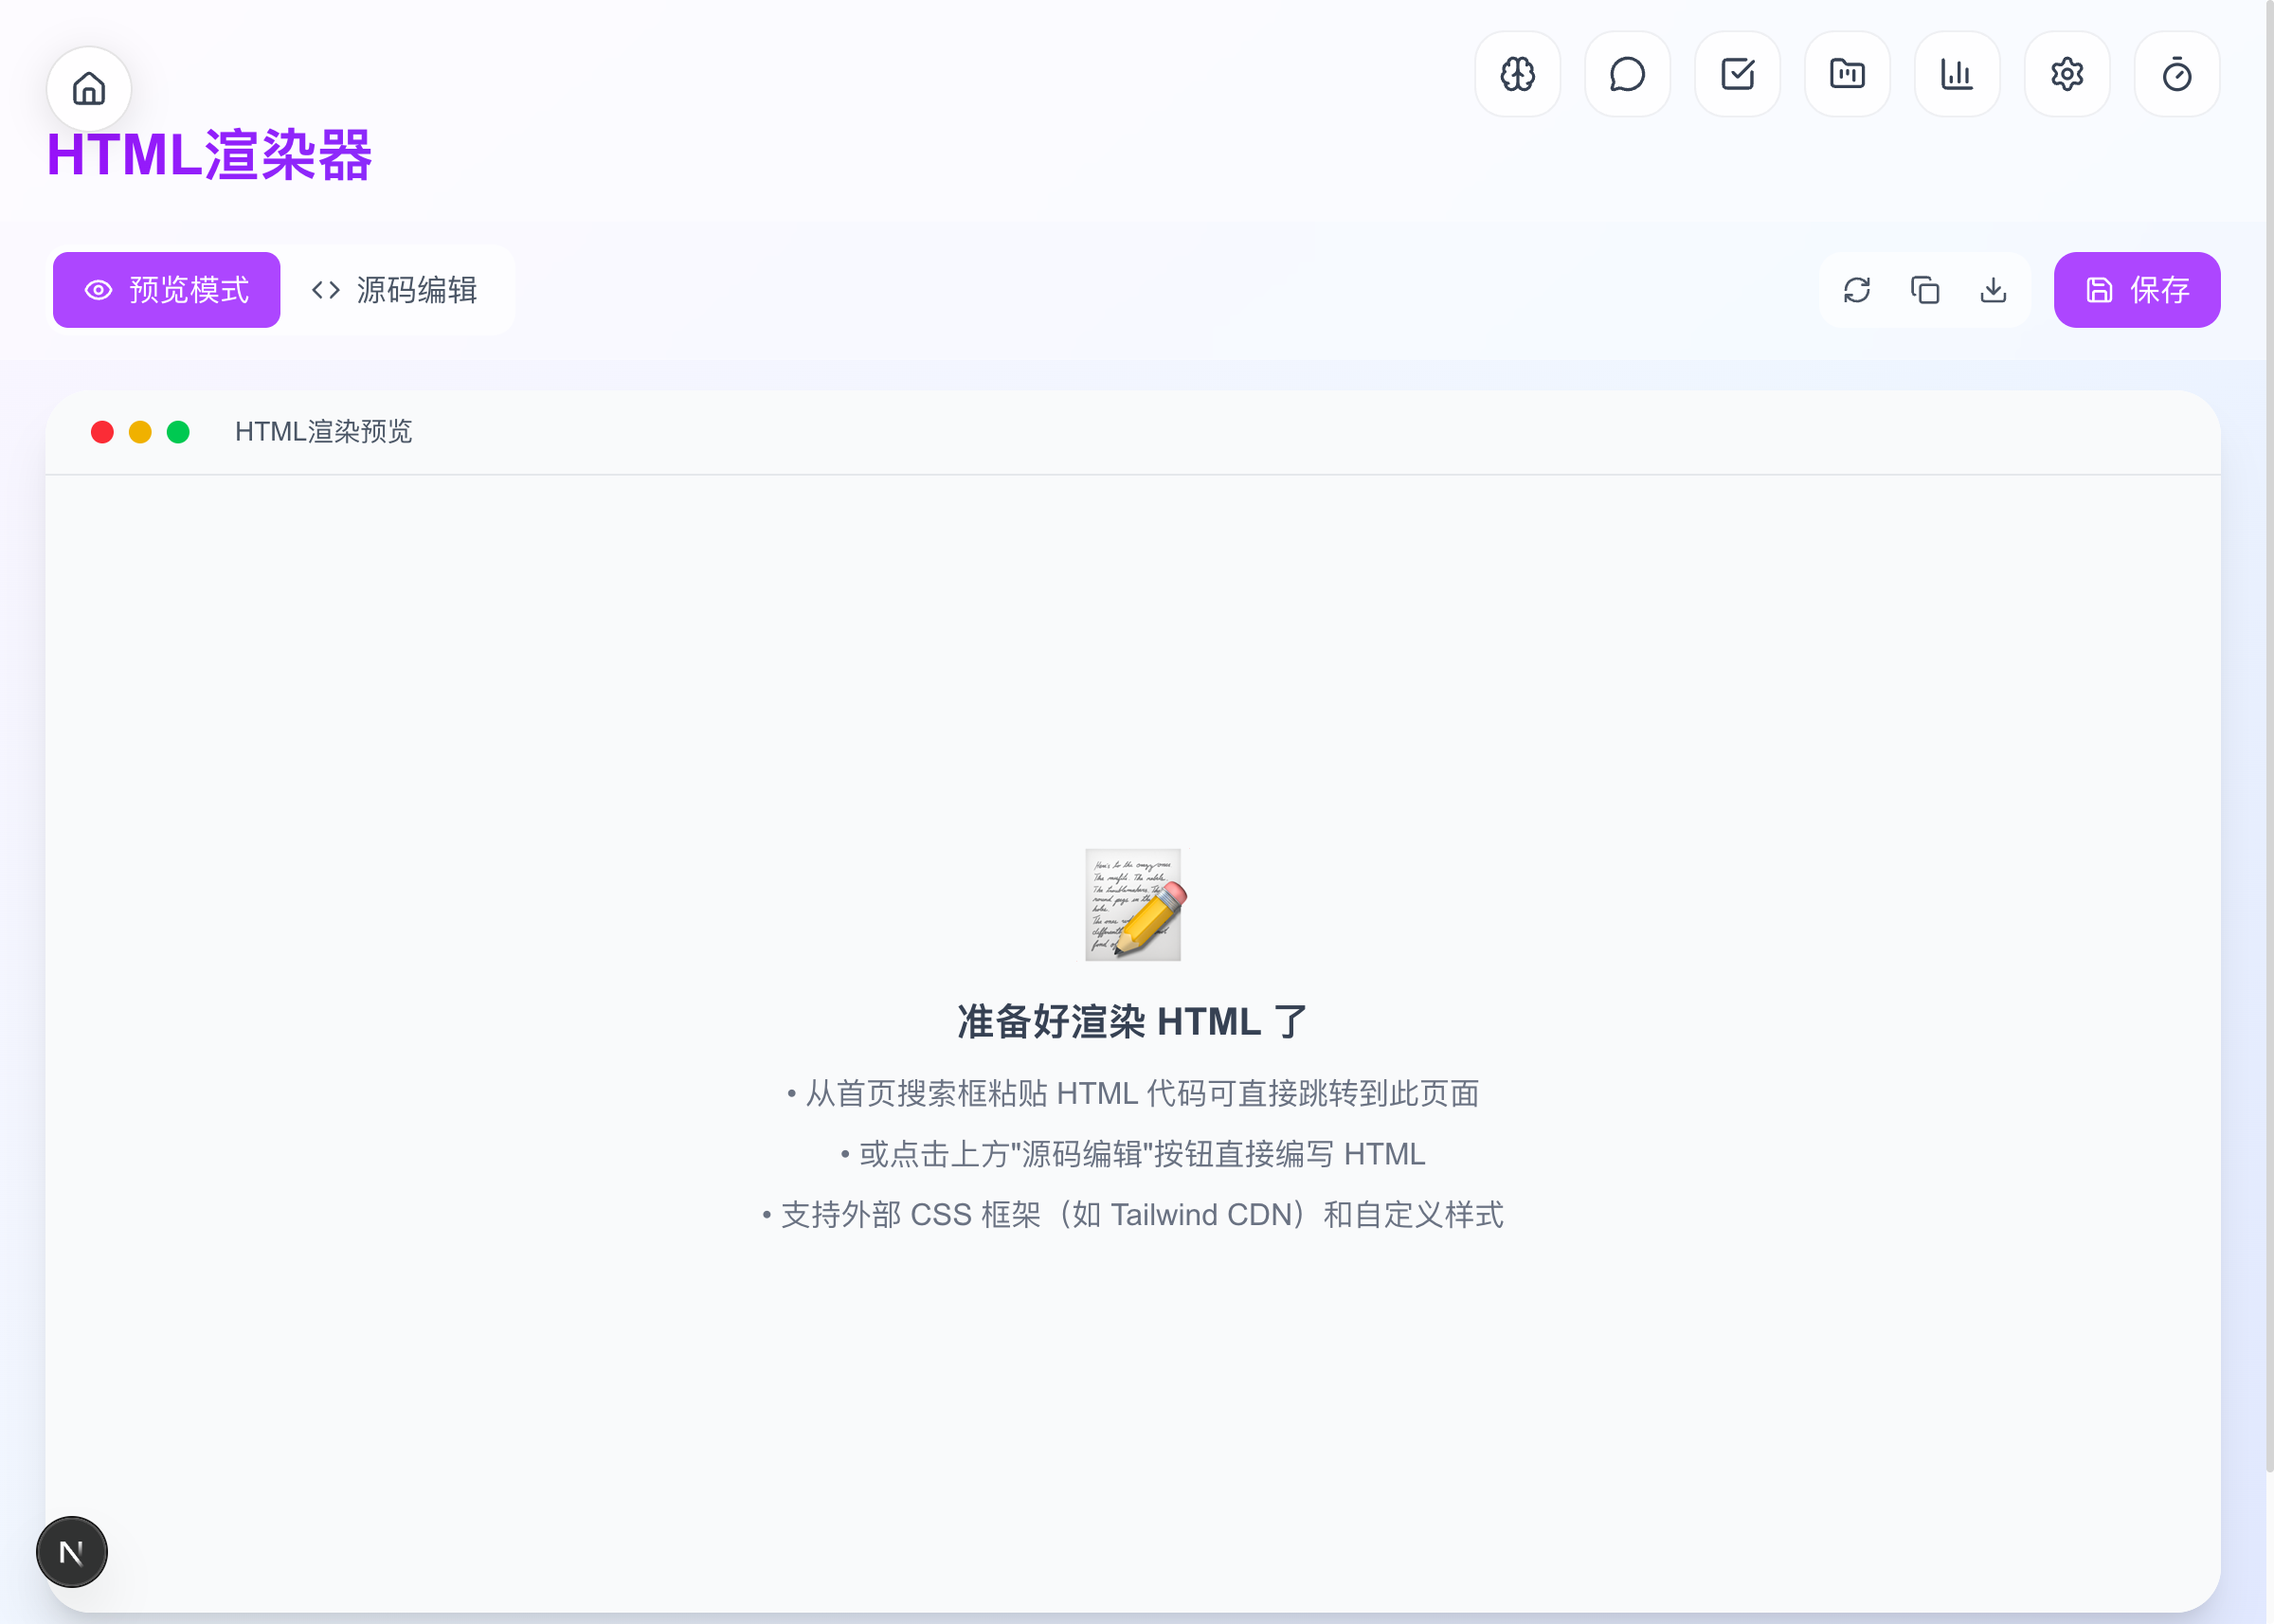 HTML渲染器
预览模式
源码编辑
保存
HTML渲染预览
准备好渲染 HTML 了
• 从首页搜索框粘贴 HTML 代码可直接跳转到此页面
• 或点击上方"源码编辑"按钮直接编写 HTML
• 支持外部 CSS 框架（如 Tailwind CDN）和自定义样式
N